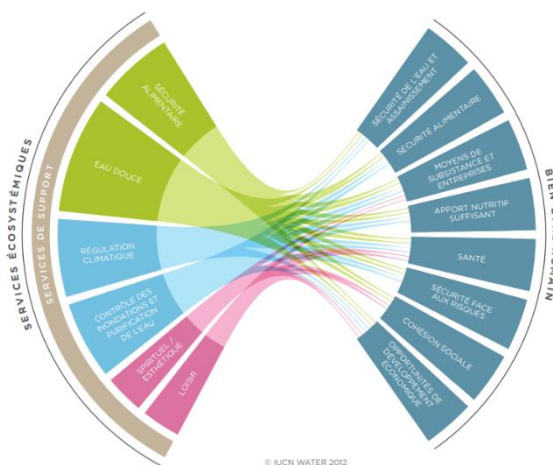 SERVICES ÉCOSYSTÉMIQUES
SERVICES DE SUPPORT
SÉCURITÉ
ALIMENTAIRE
EAU DOUCE
RÉGULATION
CLIMATIQUE
CONTRÔLE DES
INONDATIONS ET
PURIFICATION
DE L'EAU
SPIRITUEL /
ESTHÉTIQUE
LOISIR
SÉCURITÉ DE L'EAU ET
ASSAINISSEMENT
SÉCURITÉ ALIMENTAIRE
MOYENS DE
SUBSISTANCE ET
ENTREPRISES
APPORT NUTRITIF
SUFFISANT
SANTÉ
SÉCURITÉ FACE
AUX RISQUES
COHÉSION SOCIALE
OPPORTUNITÉS DE
DÉVELOPPEMENT
ÉCONOMIQUE
© IUCN WATER 2012